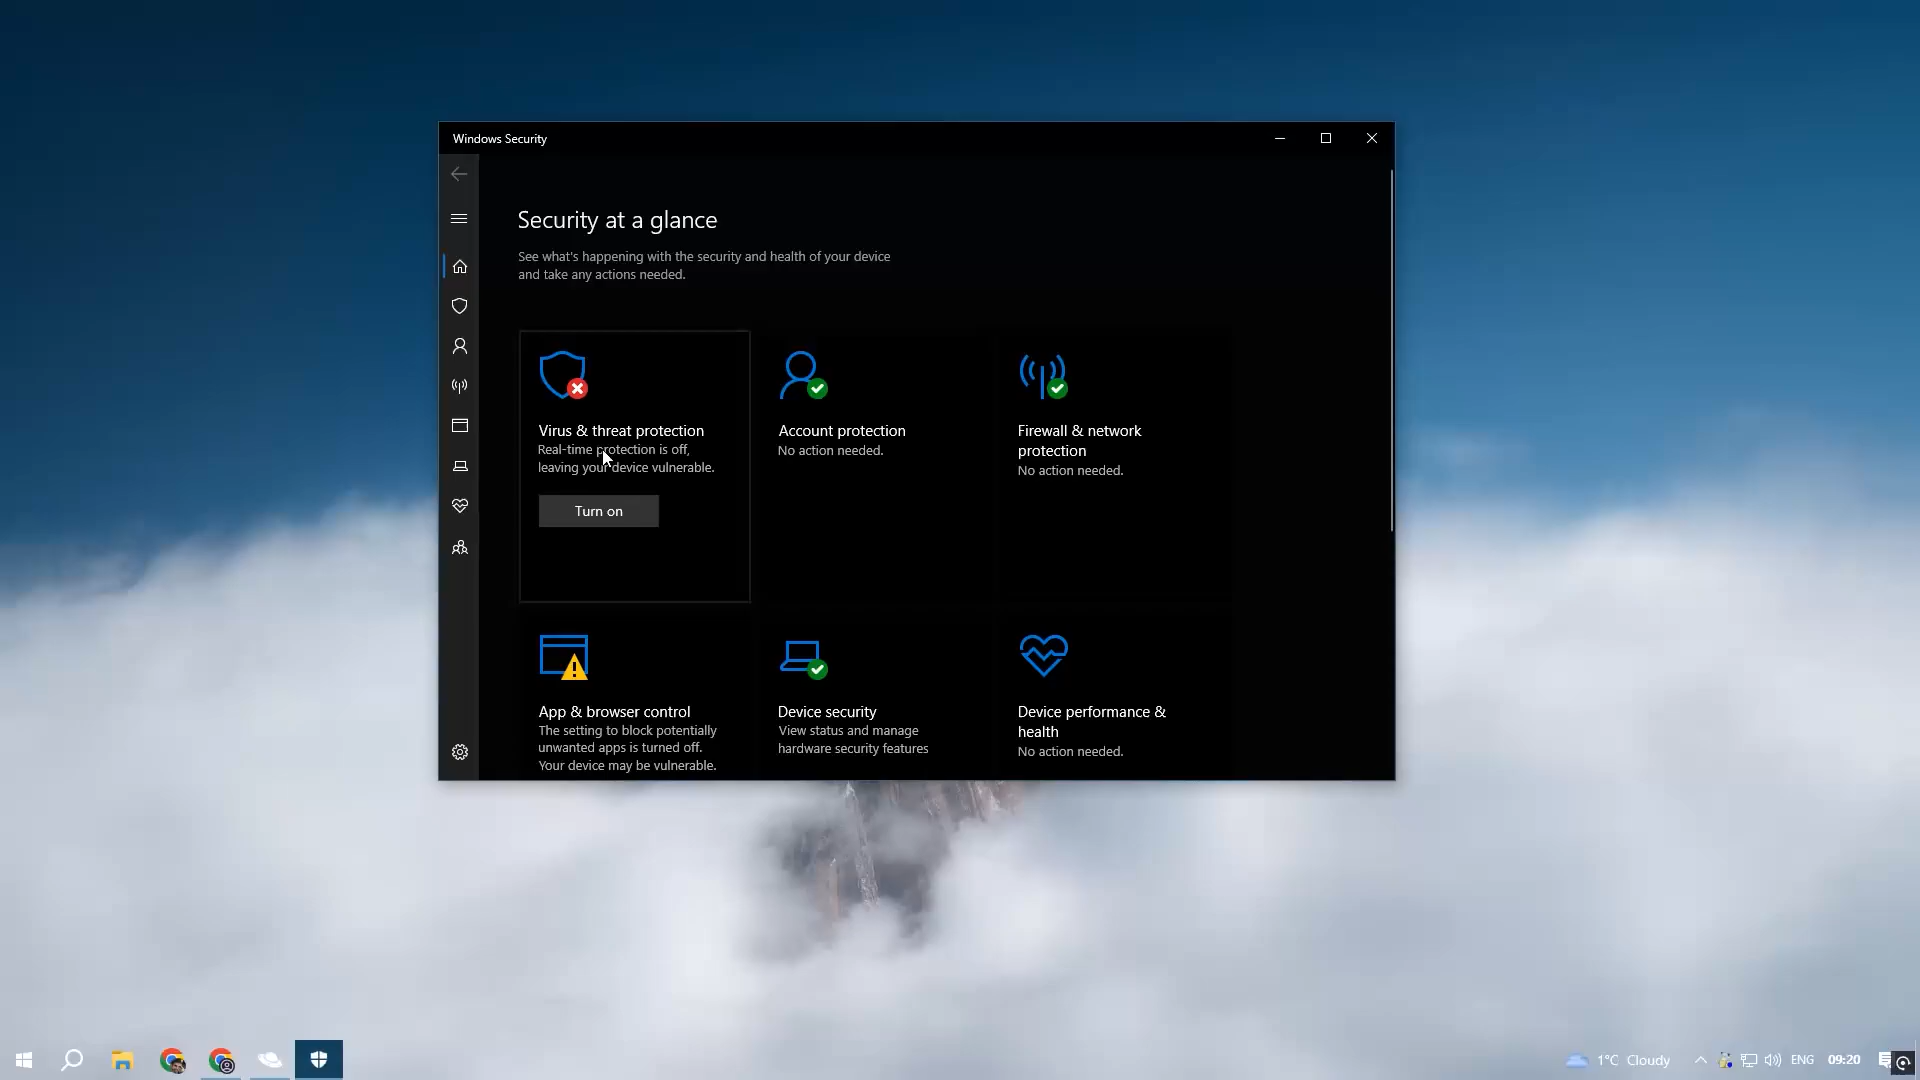 Windows Security
Security at a glance
See what's happening with the security and health of your device
and take any actions needed.
Virus & threat protection
Real-time protection is off,
leaving your device vulnerable.
Turn on
Account protection
No action needed.
Firewall & network
protection
No action needed.
App & browser control
The setting to block potentially
unwanted apps is turned off.
Your device may be vulnerable.
Device security
View status and manage
hardware security features
Device performance &
health
No action needed.
1°C Cloudy
ENG
09:20